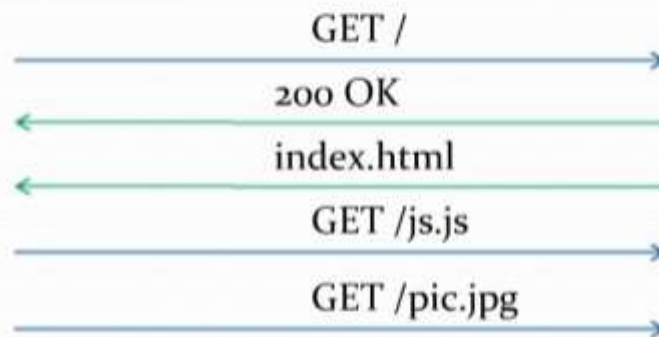 GET /
200 OK
index.html
GET /js.js
GET /pic.jpg